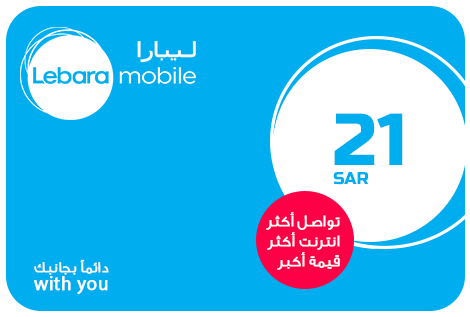 ليبارا
Lebara mobile
21
SAR
تواصل أكثر
انترنت أكثر
قيمة أكبر
دائماً بجانبك
with you